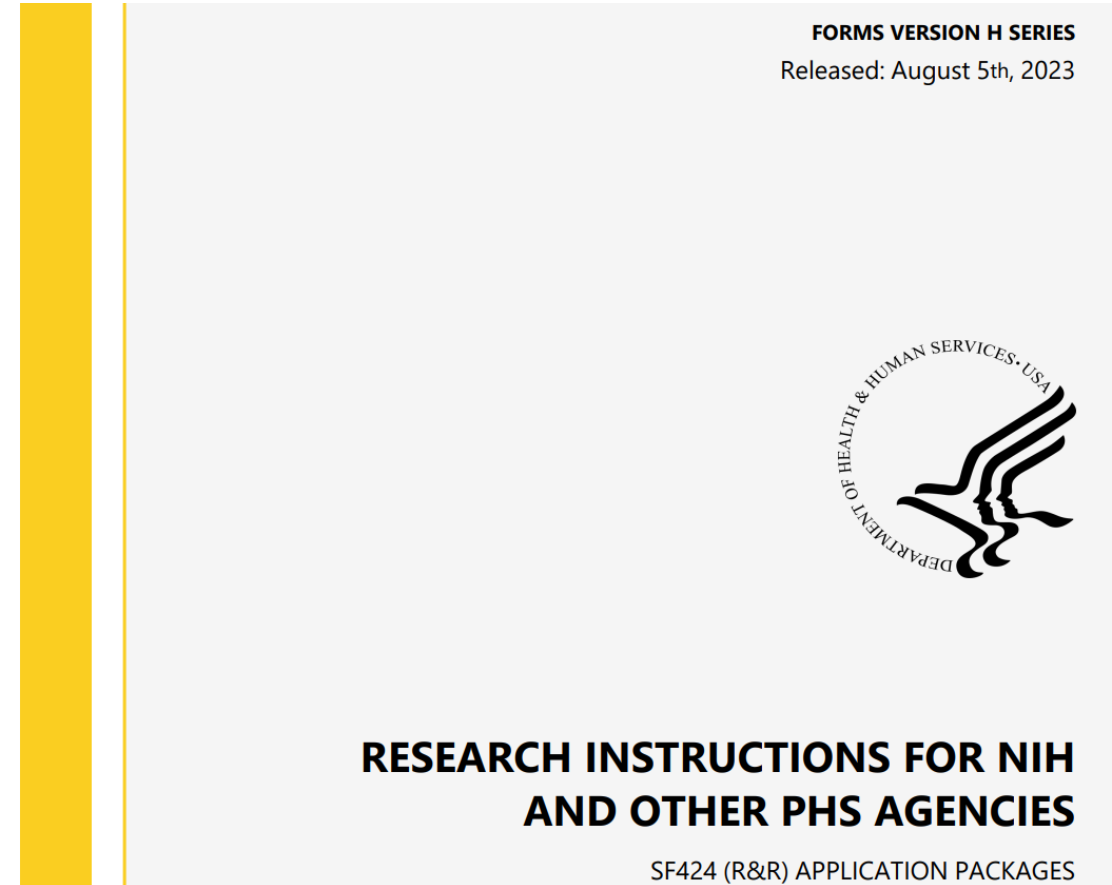 FORMS VERSION H SERIES
Released: August 5th, 2023
DEPARTMENT OF HEALTH & HUMAN SERVICES • USA
RESEARCH INSTRUCTIONS FOR NIH
AND OTHER PHS AGENCIES
SF424 (R&R) APPLICATION PACKAGES